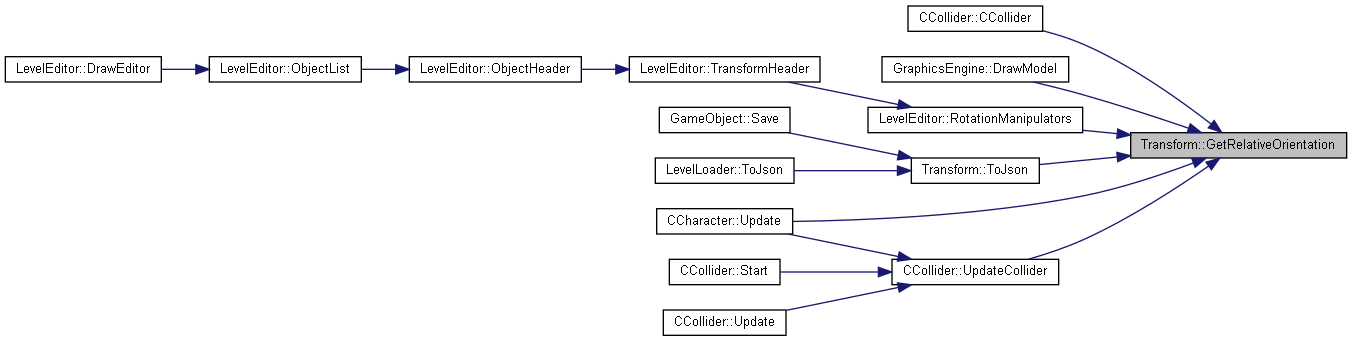 CCollider::CCollider
LevelEditor::DrawEditor
LevelEditor::ObjectList
LevelEditor::ObjectHeader
LevelEditor::TransformHeader
GraphicsEngine::DrawModel
GameObject::Save
LevelEditor::RotationManipulators
Transform::GetRelativeOrientation
LevelLoader::ToJson
Transform::ToJson
CCharacter::Update
CCollider::Start
CCollider::UpdateCollider
CCollider::Update